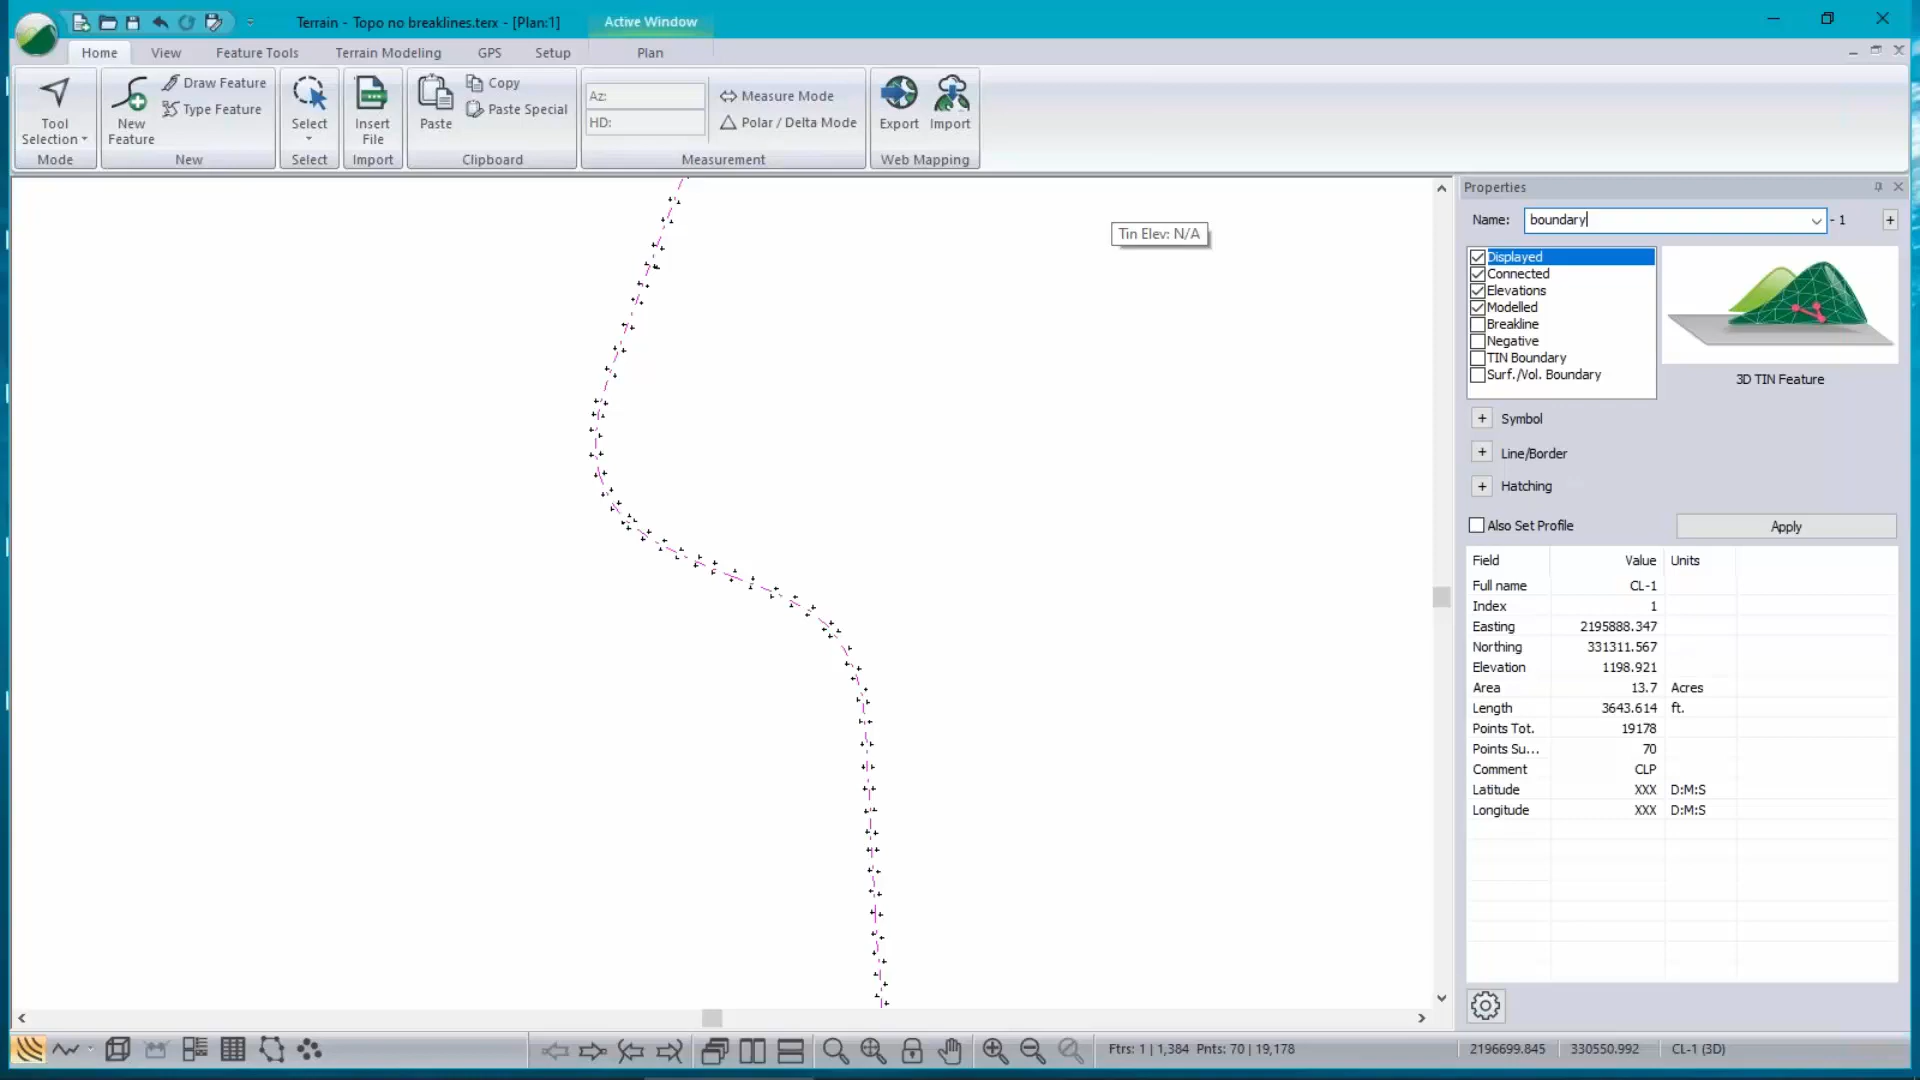 Terrain - Topo no breaklines.terx - [Plan:1]
Active Window
Home View Feature Tools Terrain Modeling GPS Setup Plan
Tool Selection
Mode
New Feature
Draw Feature
Type Feature
New
Select
Select
Insert File
Import
Paste
Copy
Paste Special
Clipboard
Az:
HD:
Measure Mode
Polar / Delta Mode
Measurement
Export
Import
Web Mapping
Tin Elev: N/A
Properties
Name: boundary - 1 +
Displayed
Connected
Elevations
Modelled
Breakline
Negative
TIN Boundary
Surf./Vol. Boundary
3D TIN Feature
+ Symbol
+ Line/Border
+ Hatching
Also Set Profile
Apply
Field Value Units
Full name CL-1
Index 1
Easting 2195888.347
Northing 331311.567
Elevation 1198.921
Area 13.7 Acres
Length 3643.614 ft.
Points Tot. 19178
Points Su... 70
Comment CLP
Latitude XXX D:M:S
Longitude XXX D:M:S
Ftrs: 1 | 1,384 Pnts: 70 | 19,178
2196699.845 330550.992 CL-1 (3D)